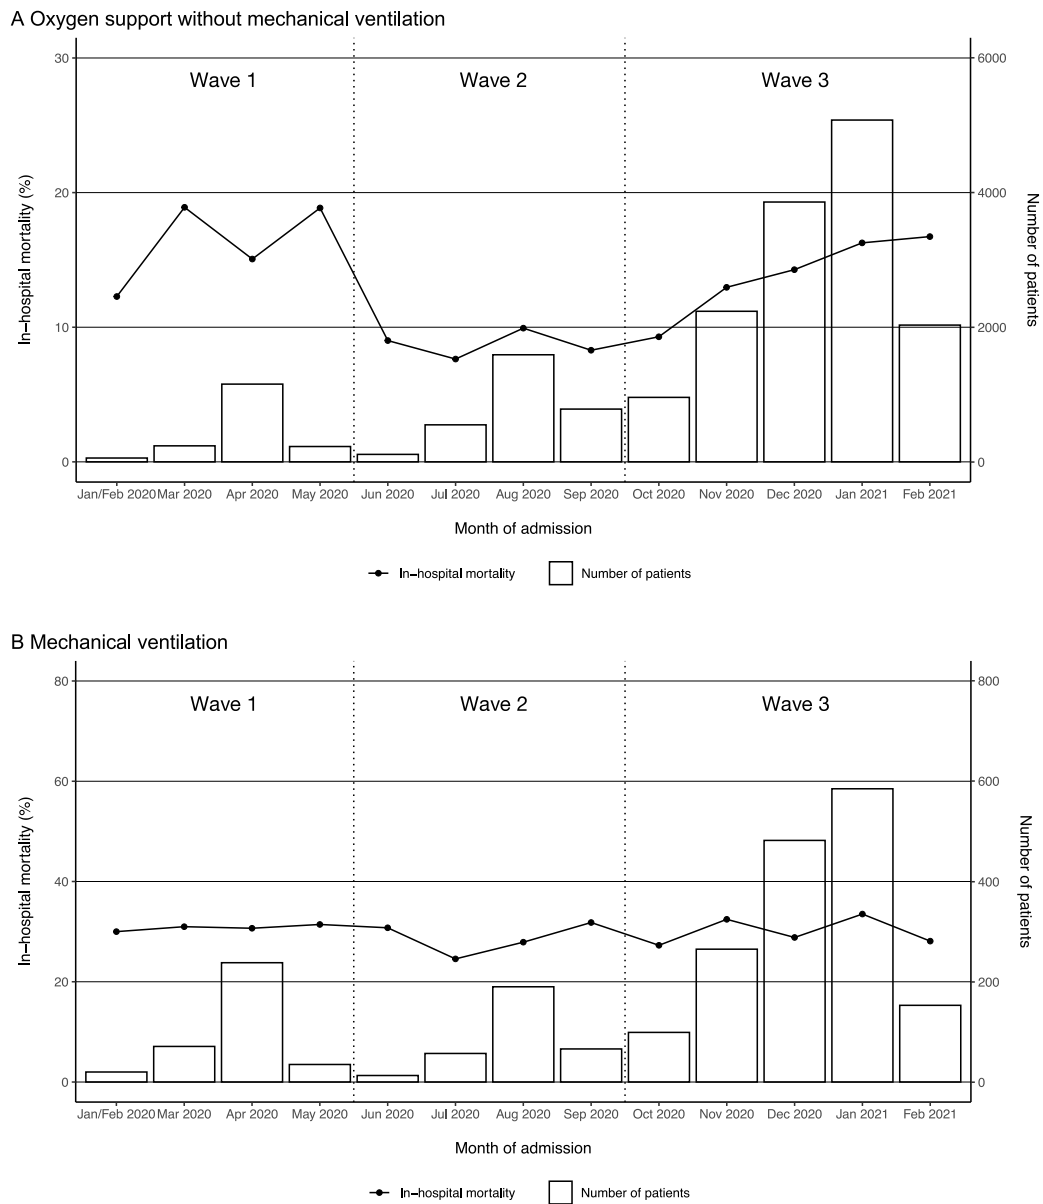 A Oxygen support without mechanical ventilation
Wave 1 Wave 2 Wave 3
30 6000
20 4000
10 2000
0 0
In−hospital mortality (%)
Number of patients
Jan/Feb 2020 Mar 2020 Apr 2020 May 2020 Jun 2020 Jul 2020 Aug 2020 Sep 2020 Oct 2020 Nov 2020 Dec 2020 Jan 2021 Feb 2021
Month of admission
In−hospital mortality Number of patients
B Mechanical ventilation
80 800
Wave 1 Wave 2 Wave 3
60 600
40 400
20 200
0 0
In−hospital mortality (%)
Number of patients
Jan/Feb 2020 Mar 2020 Apr 2020 May 2020 Jun 2020 Jul 2020 Aug 2020 Sep 2020 Oct 2020 Nov 2020 Dec 2020 Jan 2021 Feb 2021
Month of admission
In−hospital mortality Number of patients